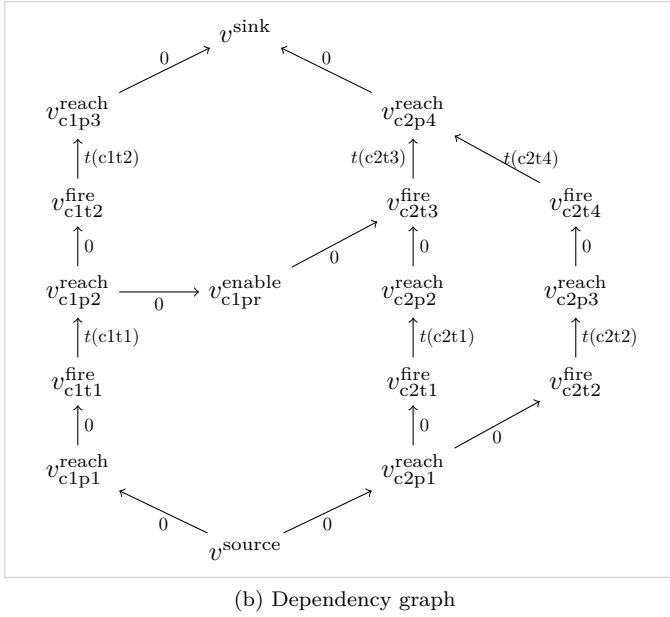 v^sink
0 0
v^reach_c1p3 v^reach_c2p4
t(c1t2) t(c2t3) t(c2t4)
v^fire_c1t2 v^fire_c2t3 v^fire_c2t4
0 0 0 0
v^reach_c1p2 0 v^enable_c1pr v^reach_c2p2 v^reach_c2p3
t(c1t1) t(c2t1) t(c2t2)
v^fire_c1t1 v^fire_c2t1 v^fire_c2t2
0 0 0
v^reach_c1p1 v^reach_c2p1
0 0
v^source
(b) Dependency graph